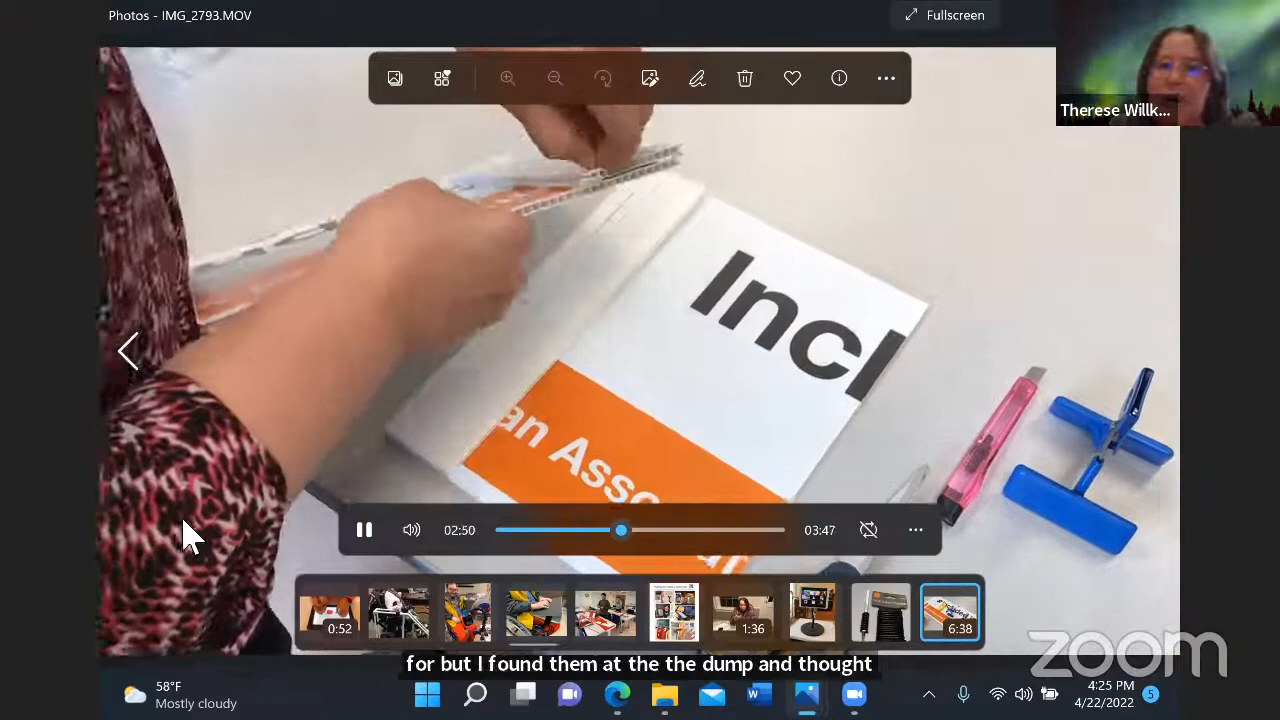 Photos - IMG_2793.MOV
Fullscreen
Therese Willk...
Incl
an Asso
02:50
03:47
0:52
1:36
6:38
for but I found them at the the dump and thought
zoom
58°F
Mostly cloudy
4:25 PM
4/22/2022
5